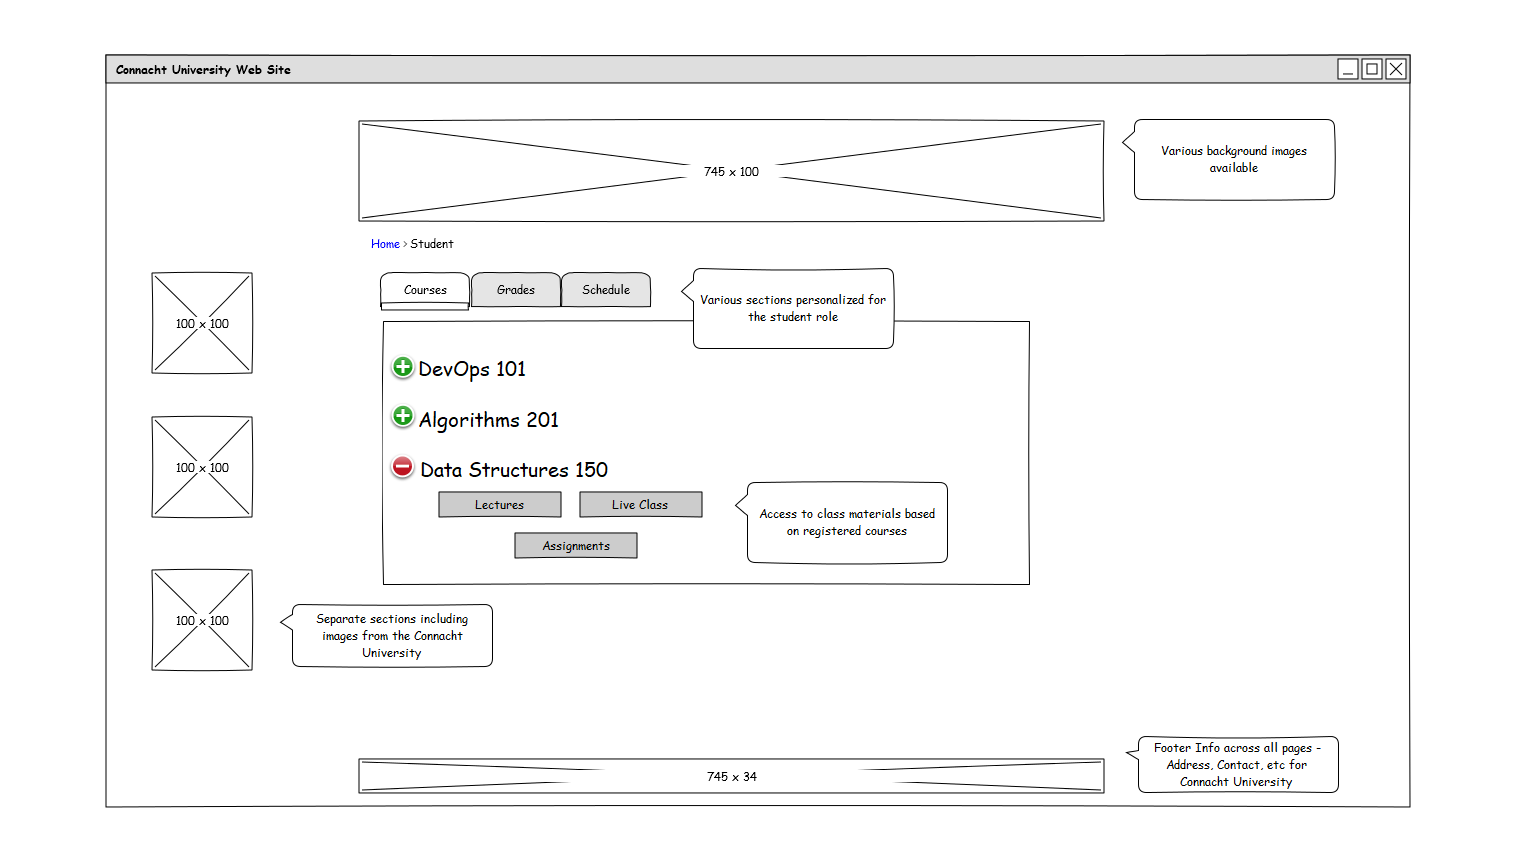 Connacht University Web Site
745 x 100
Various background images
available
Home > Student
Courses
Grades
Schedule
Various sections personalized for
the student role
100 x 100
DevOps 101
Algorithms 201
100 x 100
Data Structures 150
Lectures
Live Class
Assignments
Access to class materials based
on registered courses
100 x 100
Separate sections including
images from the Connacht
University
745 x 34
Footer Info across all pages -
Address, Contact, etc for
Connacht University